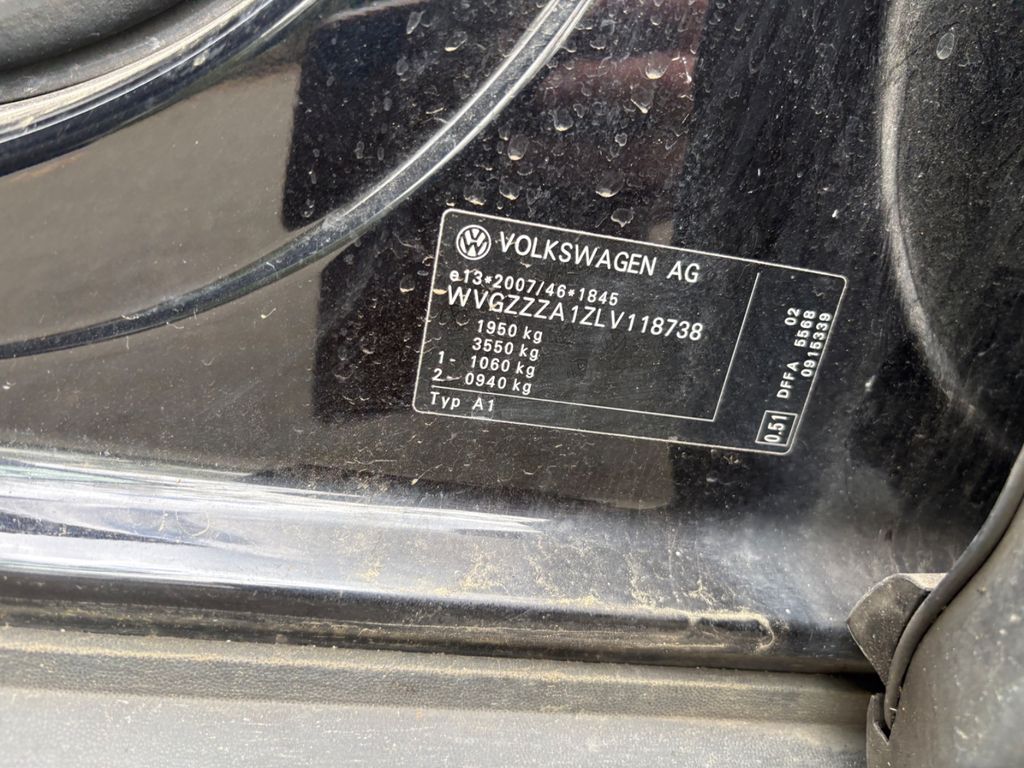 VOLKSWAGEN AG
e13*2007/46*1845
WVGZZZA1ZLV118738
1950 kg
3550 kg
1- 1060 kg
2- 0940 kg
Typ A1
02
DFFA 5568
0915339
0.51